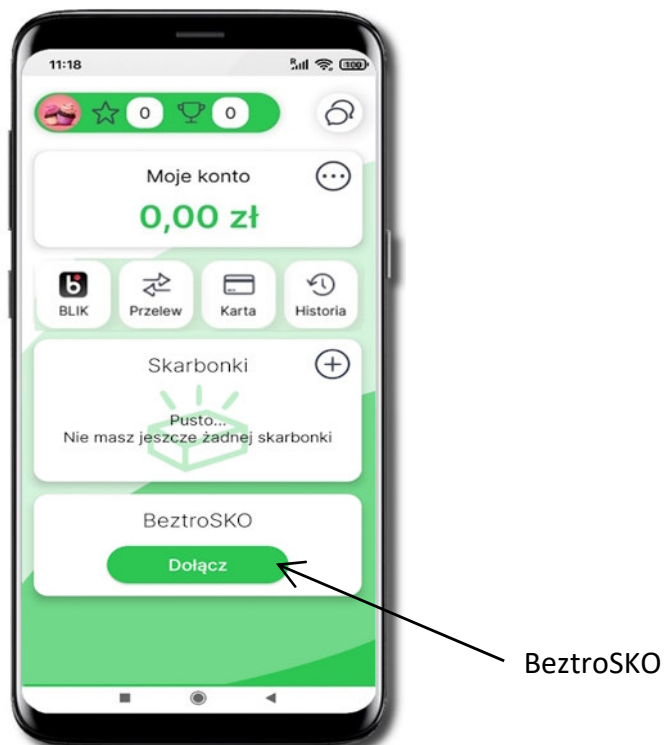 11:18
R 100
0 0
Moje konto
0,00 zł
BLIK Przelew Karta Historia
Skarbonki
Pusto...
Nie masz jeszcze żadnej skarbonki
BeztroSKO
Dołącz
BeztroSKO